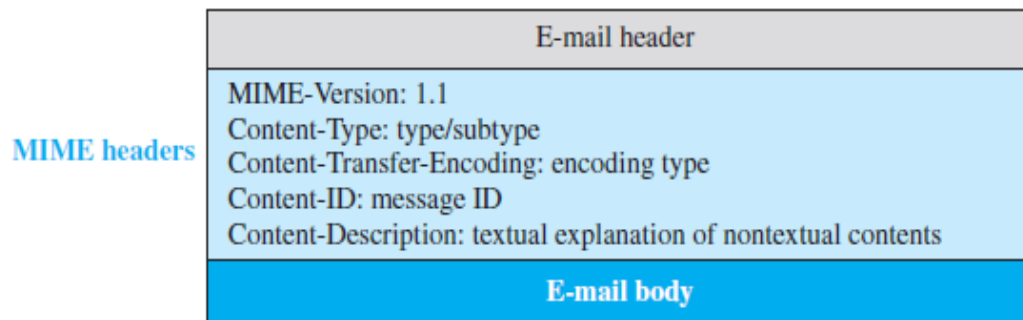 E-mail header
MIME-Version: 1.1
Content-Type: type/subtype
MIME headers
Content-Transfer-Encoding: encoding type
Content-ID: message ID
Content-Description: textual explanation of nontextual contents
E-mail body